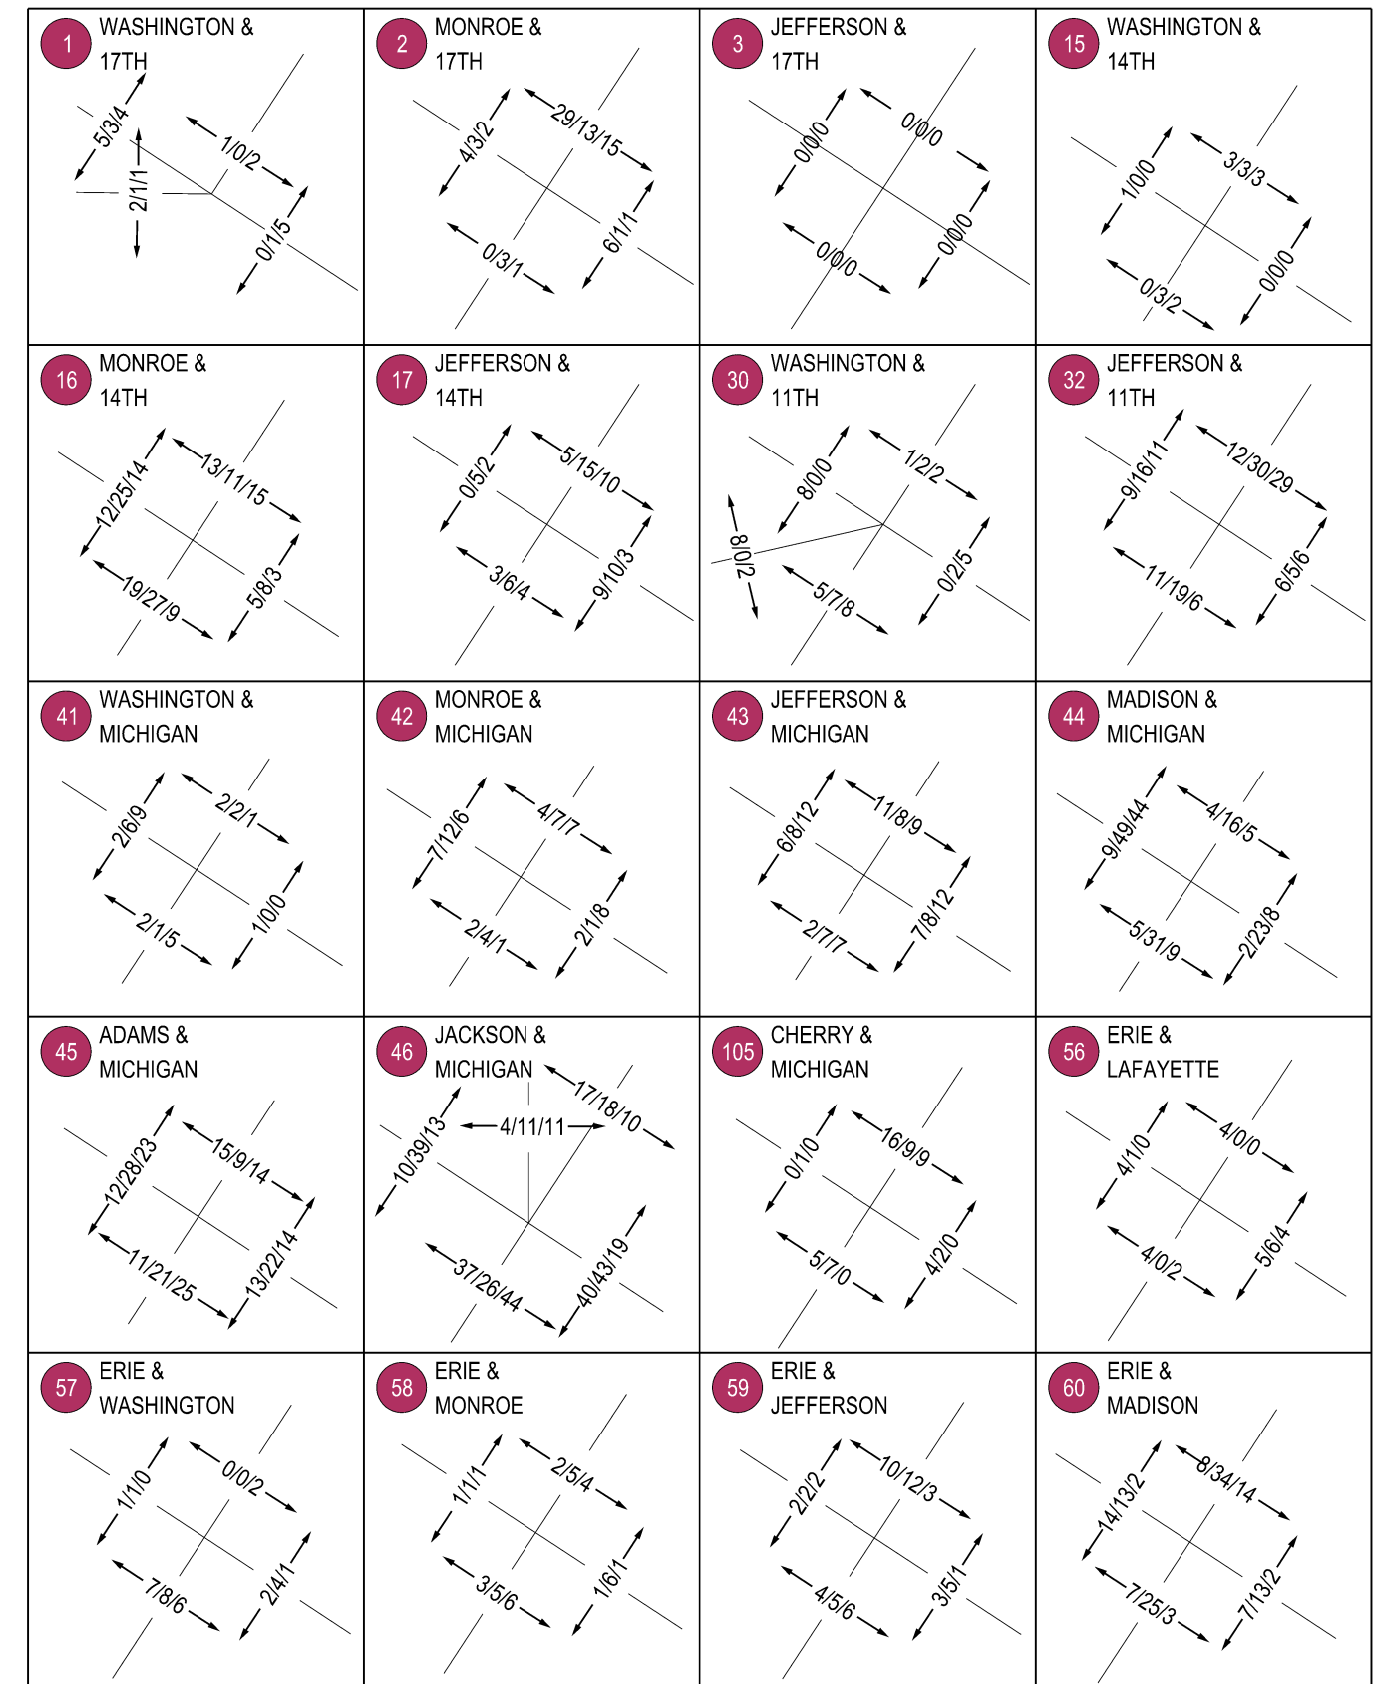 1
WASHINGTON &
17TH
5/3/4
1/0/2
2/1/1
0/1/5
2
MONROE &
17TH
29/13/15
4/3/2
6/1/1
0/3/1
3
JEFFERSON &
17TH
0/0/0
0/0/0
0/0/0
0/0/0
15
WASHINGTON &
14TH
3/3/3
1/0/0
0/0/0
0/3/2
16
MONROE &
14TH
13/11/15
12/25/14
5/8/3
19/27/9
17
JEFFERSON &
14TH
5/15/10
0/5/2
9/10/3
3/6/4
30
WASHINGTON &
11TH
1/2/2
8/0/0
8/0/2
0/2/5
5/7/8
32
JEFFERSON &
11TH
12/30/29
9/16/11
6/5/6
11/19/6
41
WASHINGTON &
MICHIGAN
2/2/1
2/6/9
1/0/0
2/1/5
42
MONROE &
MICHIGAN
4/7/7
7/12/6
2/1/8
2/4/1
43
JEFFERSON &
MICHIGAN
11/8/9
6/8/12
7/8/12
2/7/7
44
MADISON &
MICHIGAN
4/16/5
9/49/44
2/23/8
5/31/9
45
ADAMS &
MICHIGAN
15/9/14
12/28/23
13/22/14
11/21/25
46
JACKSON &
MICHIGAN
17/18/10
4/11/11
10/39/13
40/43/19
37/26/44
105
CHERRY &
MICHIGAN
16/9/9
0/1/0
4/2/0
5/7/0
56
ERIE &
LAFAYETTE
4/0/0
4/1/0
5/6/4
4/0/2
57
ERIE &
WASHINGTON
0/0/2
1/1/0
2/4/1
7/8/6
58
ERIE &
MONROE
2/5/4
1/1/1
1/6/1
3/5/6
59
ERIE &
JEFFERSON
10/12/3
2/2/2
3/5/1
4/5/6
60
ERIE &
MADISON
8/34/14
14/13/2
7/13/2
7/25/3